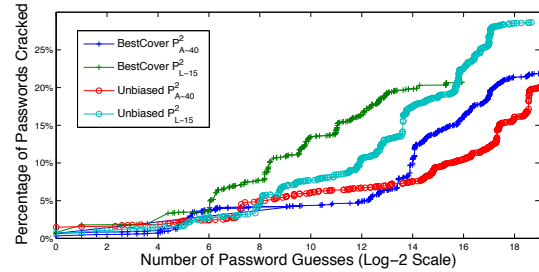 Percentage of Passwords Cracked
25%
20%
15%
10%
5%
0%
BestCover P²A−40
BestCover P²L−15
Unbiased P²A−40
Unbiased P²L−15
0 2 4 6 8 10 12 14 16 18
Number of Password Guesses (Log−2 Scale)